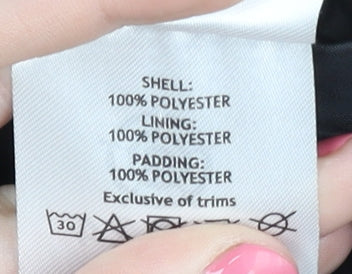 SHELL:
100% POLYESTER
LINING:
100% POLYESTER
PADDING:
100% POLYESTER
Exclusive of trims
30